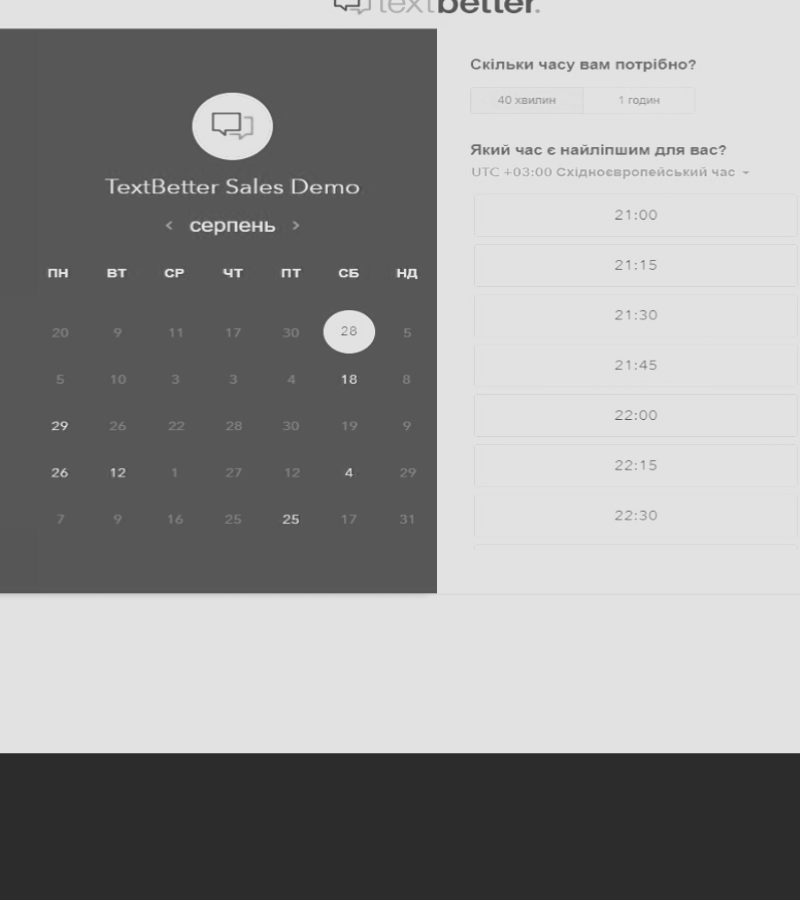 textbetter.
TextBetter Sales Demo
< серпень >
ПН ВТ СР ЧТ ПТ СБ НД
20 9 11 17 30 28 5
5 10 3 3 4 18 8
29 26 22 28 30 19 9
26 12 1 27 12 4 29
7 9 16 25 25 17 31
Скільки часу вам потрібно?
40 хвилин 1 годин
Який час є найліпшим для вас?
UTC +03:00 Східноєвропейський час
21:00
21:15
21:30
21:45
22:00
22:15
22:30